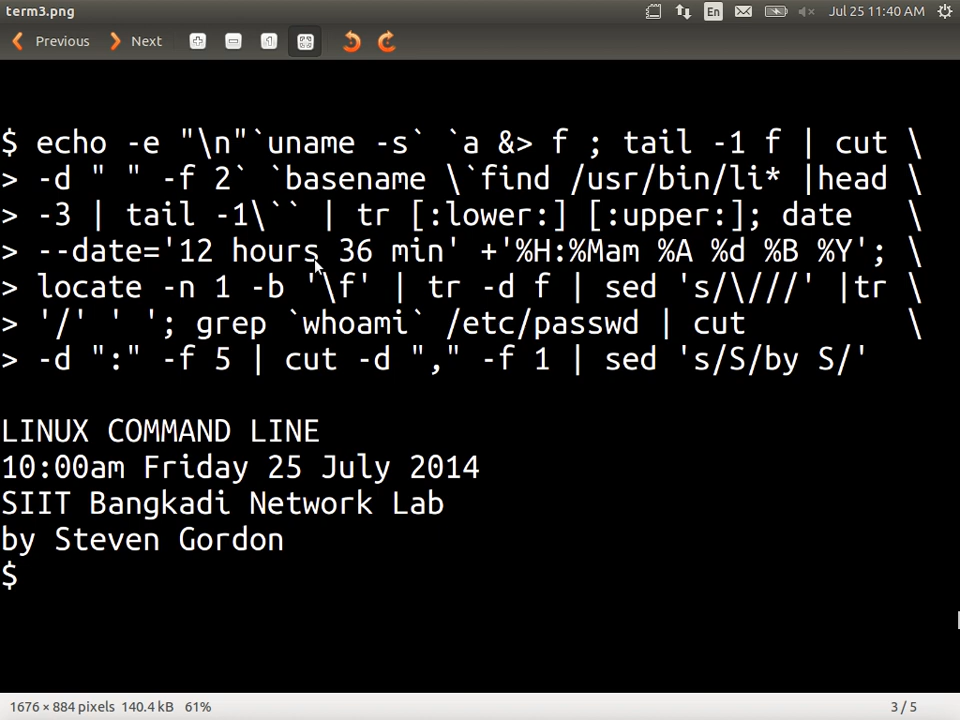 term3.png
En
Jul 25 11:40 AM
Previous
Next
$ echo -e "\n"`uname -s` `a &> f ; tail -1 f | cut \
> -d " " -f 2` `basename \`find /usr/bin/li* |head \
> -3 | tail -1\`` | tr [:lower:] [:upper:]; date \
> --date='12 hours 36 min' +'%H:%Mam %A %d %B %Y'; \
> locate -n 1 -b '\f' | tr -d f | sed 's/\///' |tr \
> '/' ' '; grep `whoami` /etc/passwd | cut \
> -d ":" -f 5 | cut -d "," -f 1 | sed 's/S/by S/'
LINUX COMMAND LINE
10:00am Friday 25 July 2014
SIIT Bangkadi Network Lab
by Steven Gordon
$
1676 × 884 pixels 140.4 kB 61%
3 / 5